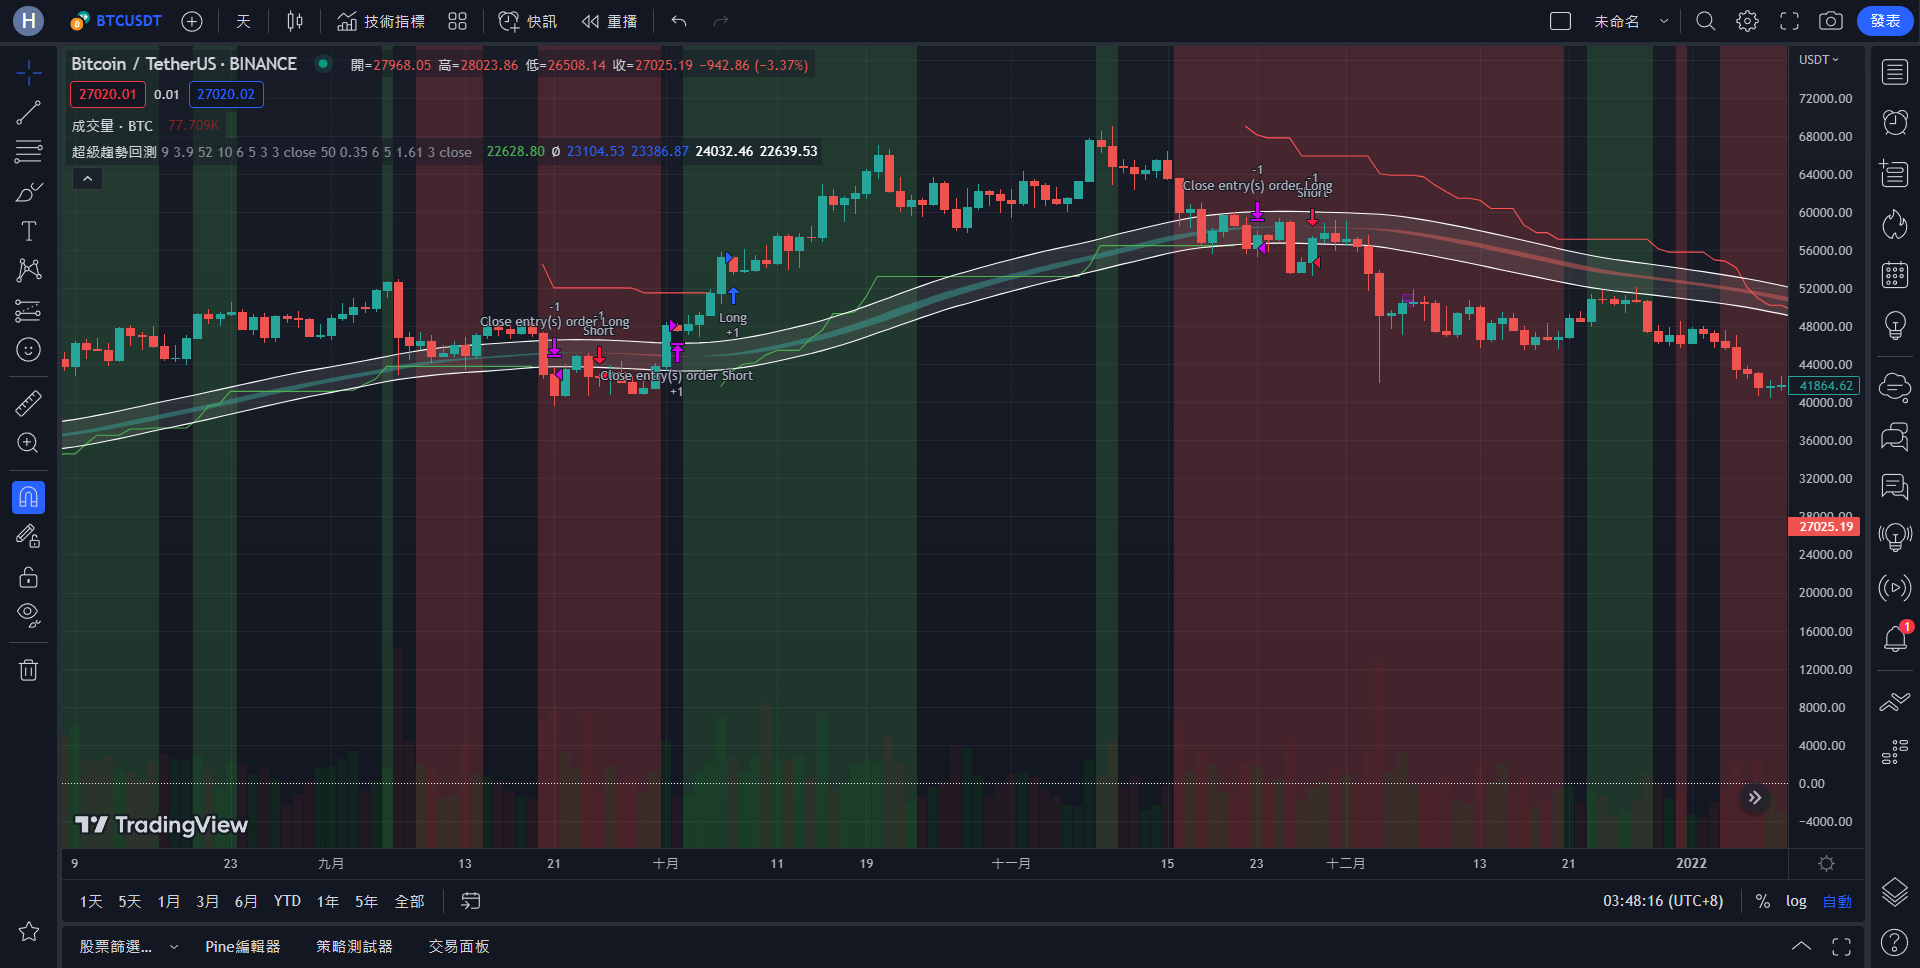 H BTCUSDT 天 技術指標 快訊 重播 未命名 發表
Bitcoin / TetherUS · BINANCE 開=27968.05 高=28023.86 低=26508.14 收=27025.19 −942.86 (−3.37%)
USDT
27020.01 0.01 27020.02
成交量 · BTC 77.709K
超級趨勢回測 9 3.9 52 10 6 5 3 3 close 50 0.35 6 5 1.61 3 close 22628.80 Ø 23104.53 23386.87 24032.46 22639.53
72000.00
68000.00
64000.00
60000.00
56000.00
52000.00
48000.00
44000.00
41864.62
40000.00
36000.00
32000.00
28000.00
27025.19
24000.00
20000.00
16000.00
12000.00
8000.00
4000.00
0.00
−4000.00
-1
Close entry(s) order Long
-1
Short
-1
Close entry(s) order Long
-1
Short
Long
+1
Close entry(s) order Short
+1
TradingView
9 23 九月 13 21 十月 11 19 十一月 15 23 十二月 13 21 2022
1天 5天 1月 3月 6月 YTD 1年 5年 全部 03:48:16 (UTC+8) % log 自動
股票篩選... Pine編輯器 策略測試器 交易面板
1